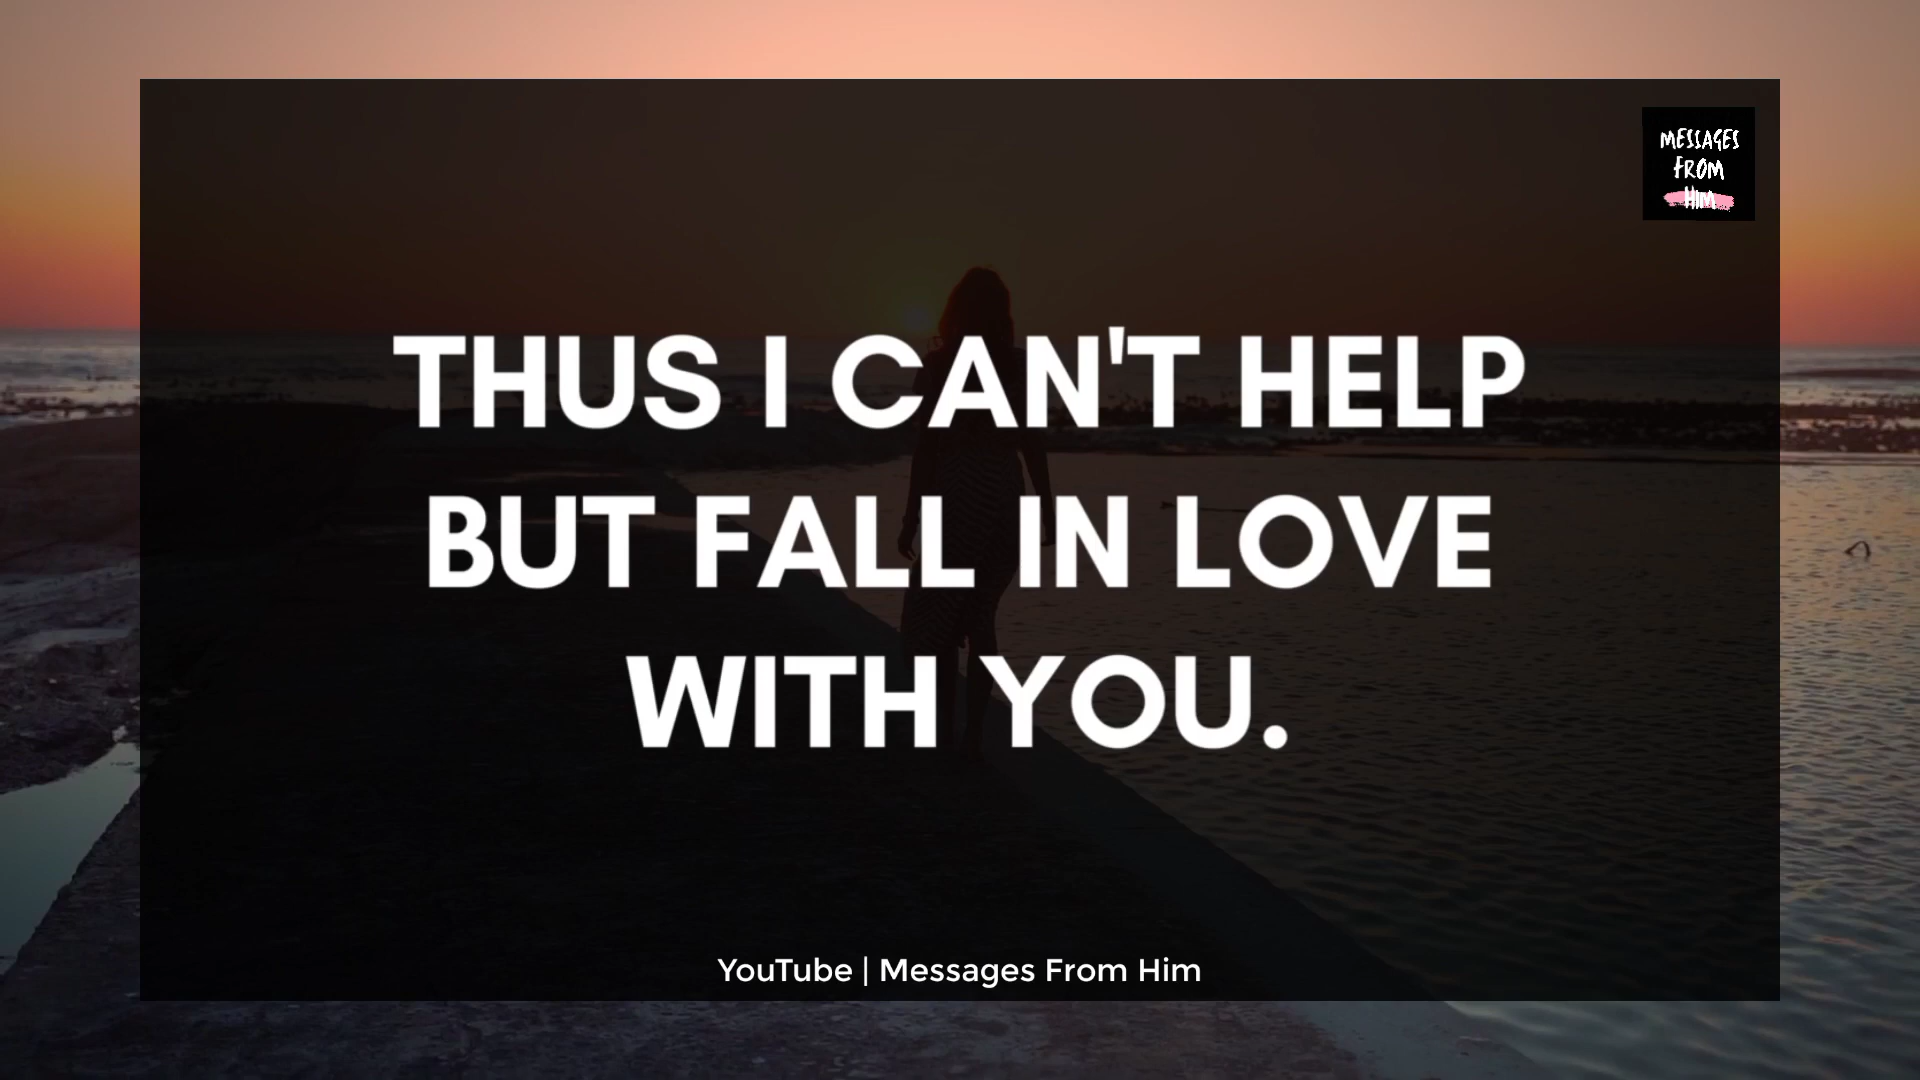 MESSAGES
FROM
HIM
THUS I CAN'T HELP
BUT FALL IN LOVE
WITH YOU.
YouTube | Messages From Him